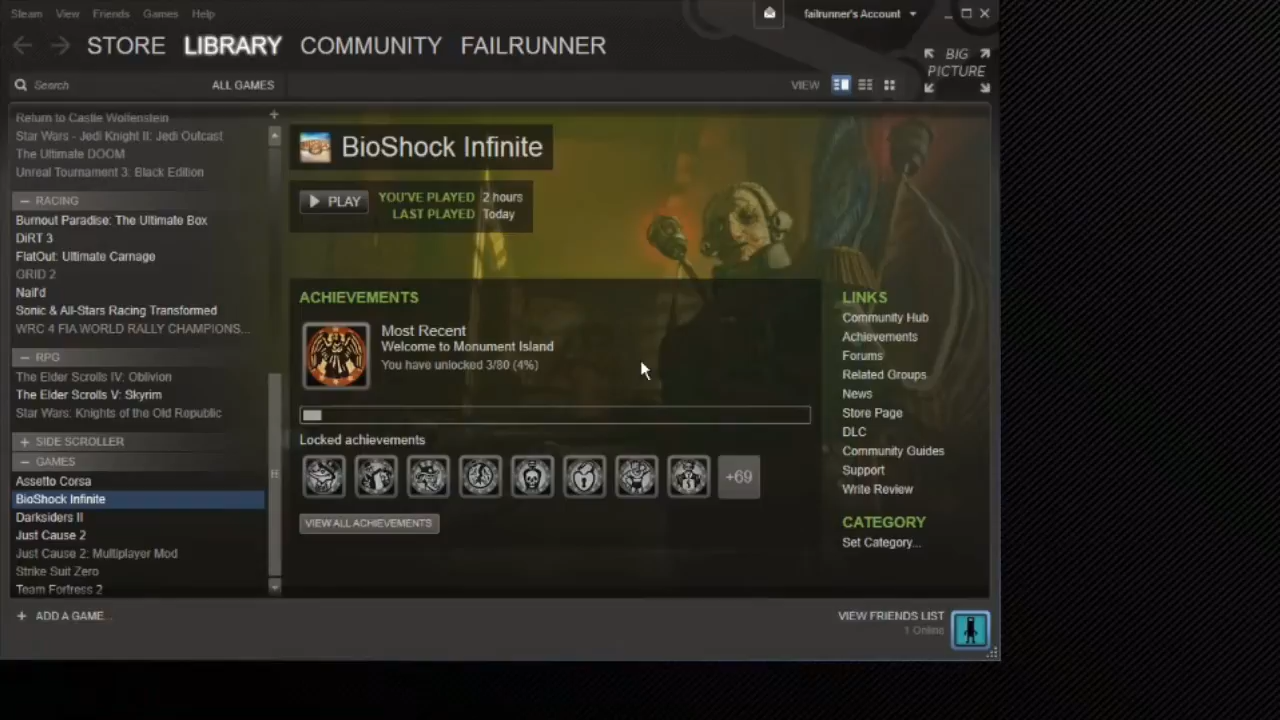 Steam View Friends Games Help
failrunner's Account
STORE LIBRARY COMMUNITY FAILRUNNER
BIG PICTURE
Search
ALL GAMES
VIEW
Return to Castle Wolfenstein
Star Wars - Jedi Knight II: Jedi Outcast
The Ultimate DOOM
Unreal Tournament 3: Black Edition
– RACING
Burnout Paradise: The Ultimate Box
DiRT 3
FlatOut: Ultimate Carnage
GRID 2
Nail'd
Sonic & All-Stars Racing Transformed
WRC 4 FIA WORLD RALLY CHAMPIONS...
– RPG
The Elder Scrolls IV: Oblivion
The Elder Scrolls V: Skyrim
Star Wars: Knights of the Old Republic
+ SIDE SCROLLER
– GAMES
Assetto Corsa
BioShock Infinite
Darksiders II
Just Cause 2
Just Cause 2: Multiplayer Mod
Strike Suit Zero
Team Fortress 2
+ ADD A GAME...
BioShock Infinite
PLAY
YOU'VE PLAYED 2 hours
LAST PLAYED Today
ACHIEVEMENTS
Most Recent
Welcome to Monument Island
You have unlocked 3/80 (4%)
Locked achievements
+69
VIEW ALL ACHIEVEMENTS
LINKS
Community Hub
Achievements
Forums
Related Groups
News
Store Page
DLC
Community Guides
Support
Write Review
CATEGORY
Set Category...
VIEW FRIENDS LIST
1 Online